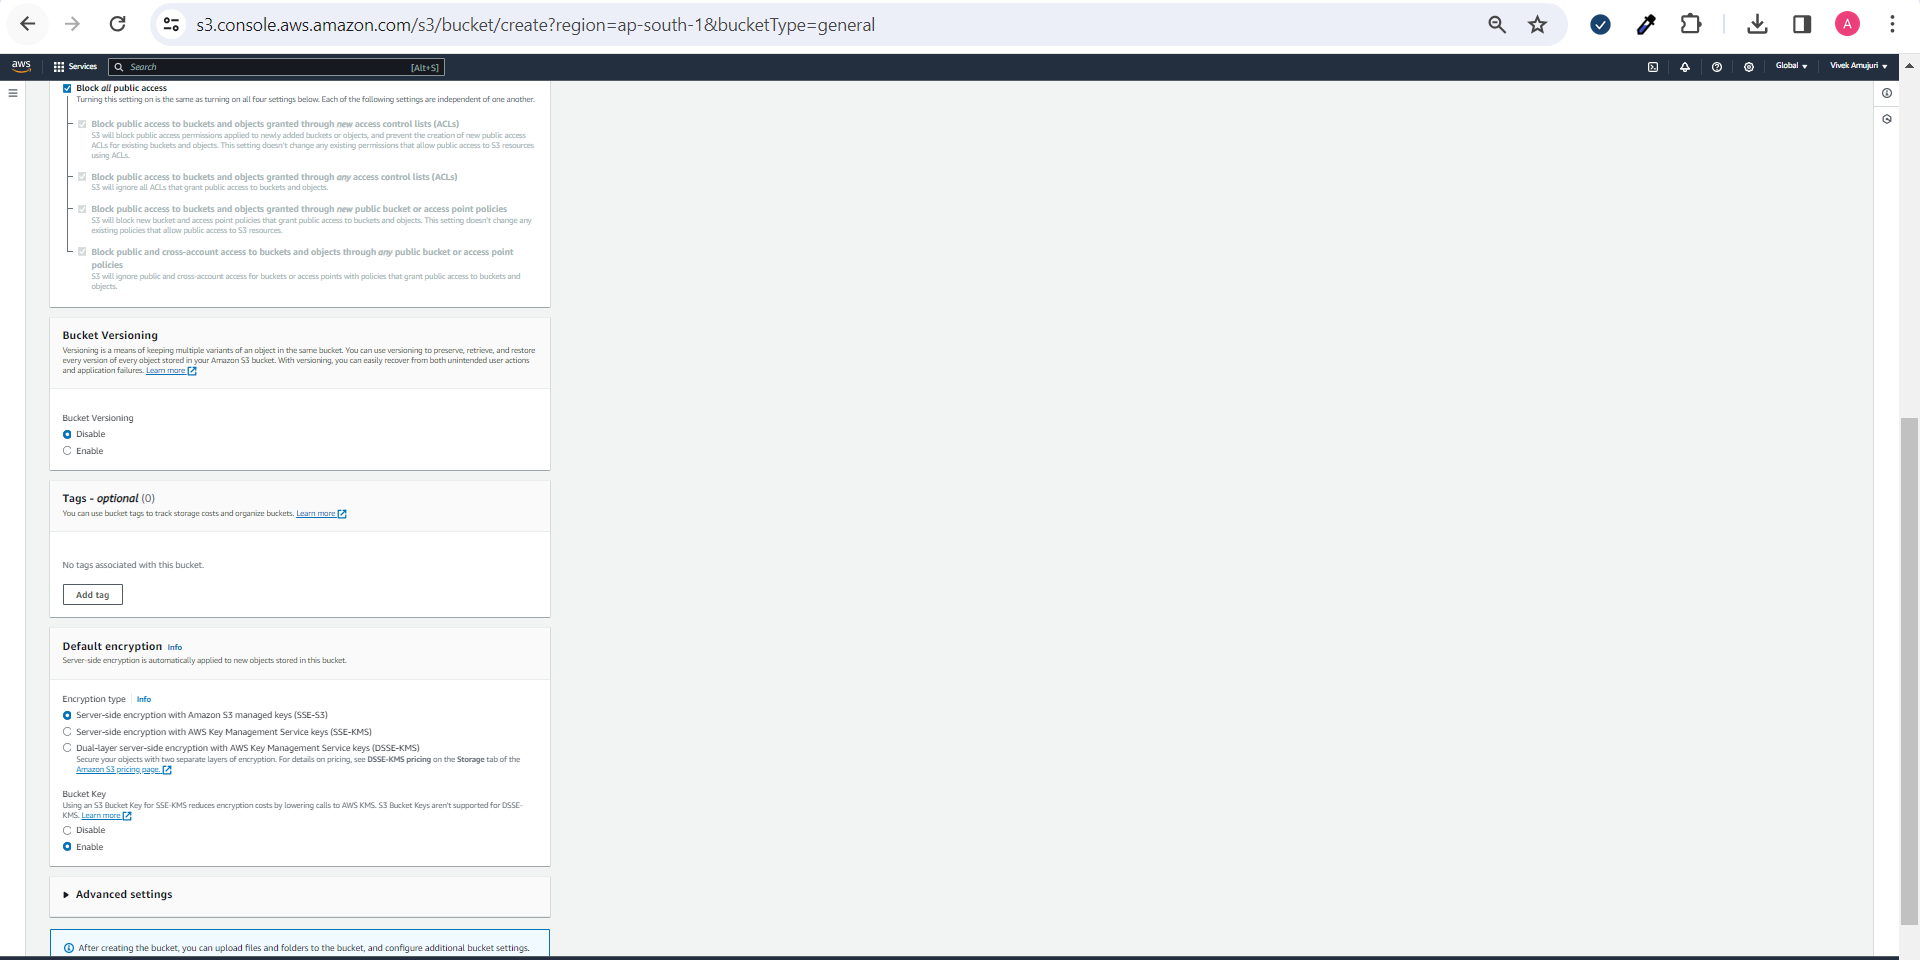 s3.console.aws.amazon.com/s3/bucket/create?region=ap-south-1&bucketType=general
A
aws
Services
Search
[Alt+S]
Global
Vivek Amujuri
Block all public access
Turning this setting on is the same as turning on all four settings below. Each of the following settings are independent of one another.
Block public access to buckets and objects granted through new access control lists (ACLs)
S3 will block public access permissions applied to newly added buckets or objects, and prevent the creation of new public access
ACLs for existing buckets and objects. This setting doesn't change any existing permissions that allow public access to S3 resources
using ACLs.
Block public access to buckets and objects granted through any access control lists (ACLs)
S3 will ignore all ACLs that grant public access to buckets and objects.
Block public access to buckets and objects granted through new public bucket or access point policies
S3 will block new bucket and access point policies that grant public access to buckets and objects. This setting doesn't change any
existing policies that allow public access to S3 resources.
Block public and cross-account access to buckets and objects through any public bucket or access point
policies
S3 will ignore public and cross-account access for buckets or access points with policies that grant public access to buckets and
objects.
Bucket Versioning
Versioning is a means of keeping multiple variants of an object in the same bucket. You can use versioning to preserve, retrieve, and restore
every version of every object stored in your Amazon S3 bucket. With versioning, you can easily recover from both unintended user actions
and application failures. Learn more
Bucket Versioning
Disable
Enable
Tags - optional (0)
You can use bucket tags to track storage costs and organize buckets. Learn more
No tags associated with this bucket.
Add tag
Default encryption Info
Server-side encryption is automatically applied to new objects stored in this bucket.
Encryption type Info
Server-side encryption with Amazon S3 managed keys (SSE-S3)
Server-side encryption with AWS Key Management Service keys (SSE-KMS)
Dual-layer server-side encryption with AWS Key Management Service keys (DSSE-KMS)
Secure your objects with two separate layers of encryption. For details on pricing, see DSSE-KMS pricing on the Storage tab of the
Amazon S3 pricing page.
Bucket Key
Using an S3 Bucket Key for SSE-KMS reduces encryption costs by lowering calls to AWS KMS. S3 Bucket Keys aren't supported for DSSE-
KMS. Learn more
Disable
Enable
Advanced settings
After creating the bucket, you can upload files and folders to the bucket, and configure additional bucket settings.